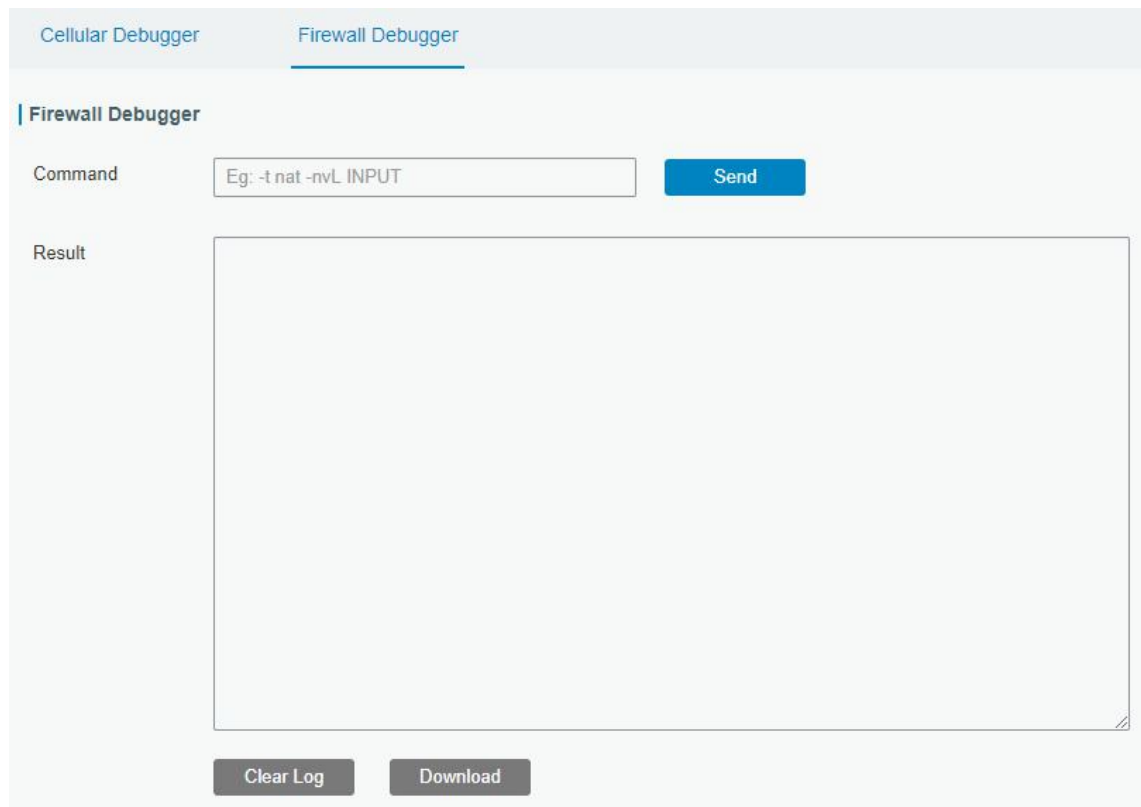 Cellular Debugger Firewall Debugger
Firewall Debugger
Command Eg: -t nat -nvL INPUT Send
Result
Clear Log Download